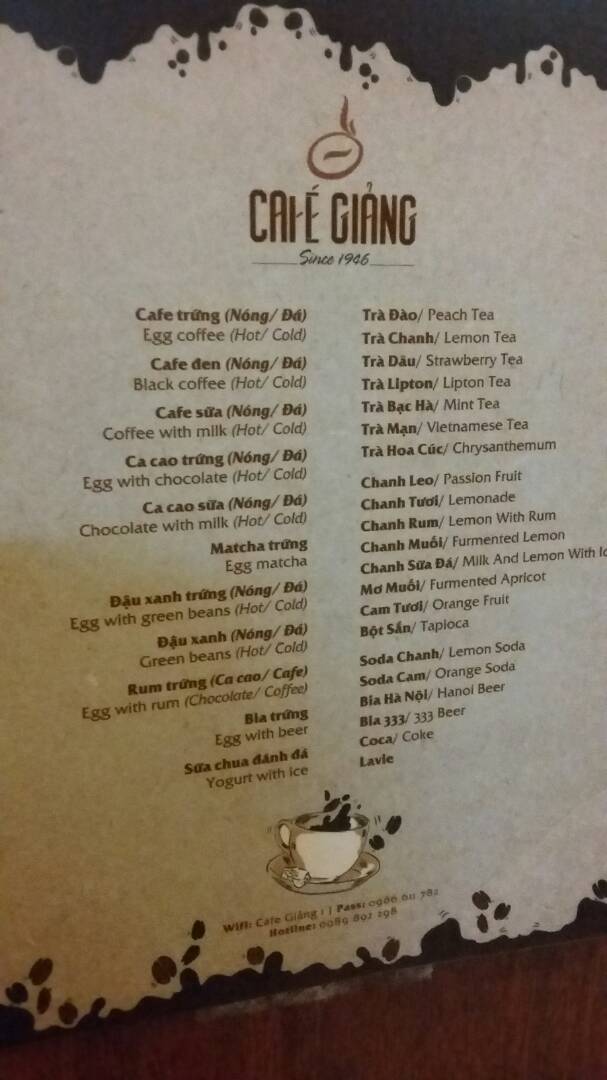 CAFÉ GIẢNG
Since 1946
Cafe trứng (Nóng/ Đá)
Egg coffee (Hot/ Cold)
Cafe đen (Nóng/ Đá)
Black coffee (Hot/ Cold)
Cafe sữa (Nóng/ Đá)
Coffee with milk (Hot/ Cold)
Ca cao trứng (Nóng/ Đá)
Egg with chocolate (Hot/ Cold)
Ca cao sữa (Nóng/ Đá)
Chocolate with milk (Hot/ Cold)
Matcha trứng
Egg matcha
Đậu xanh trứng (Nóng/ Đá)
Egg with green beans (Hot/ Cold)
Đậu xanh (Nóng/ Đá)
Green beans (Hot/ Cold)
Rum trứng (Ca cao/ Cafe)
Egg with rum (Chocolate/ Coffee)
Bia trứng
Egg with beer
Sữa chua đánh đá
Yogurt with ice
Trà Đào/ Peach Tea
Trà Chanh/ Lemon Tea
Trà Dâu/ Strawberry Tea
Trà Lipton/ Lipton Tea
Trà Bạc Hà/ Mint Tea
Trà Mạn/ Vietnamese Tea
Trà Hoa Cúc/ Chrysanthemum
Chanh Leo/ Passion Fruit
Chanh Tươi/ Lemonade
Chanh Rum/ Lemon With Rum
Chanh Muối/ Furmented Lemon
Chanh Sữa Đá/ Milk And Lemon With
Mơ Muối/ Furmented Apricot
Cam Tươi/ Orange Fruit
Bột Sắn/ Tapioca
Soda Chanh/ Lemon Soda
Soda Cam/ Orange Soda
Bia Hà Nội/ Hanoi Beer
Bia 333/ 333 Beer
Coca/ Coke
Lavie
Wifi: Cafe Giảng 1 | Pass: 0966 611 782
Hotline: 0989 892 298